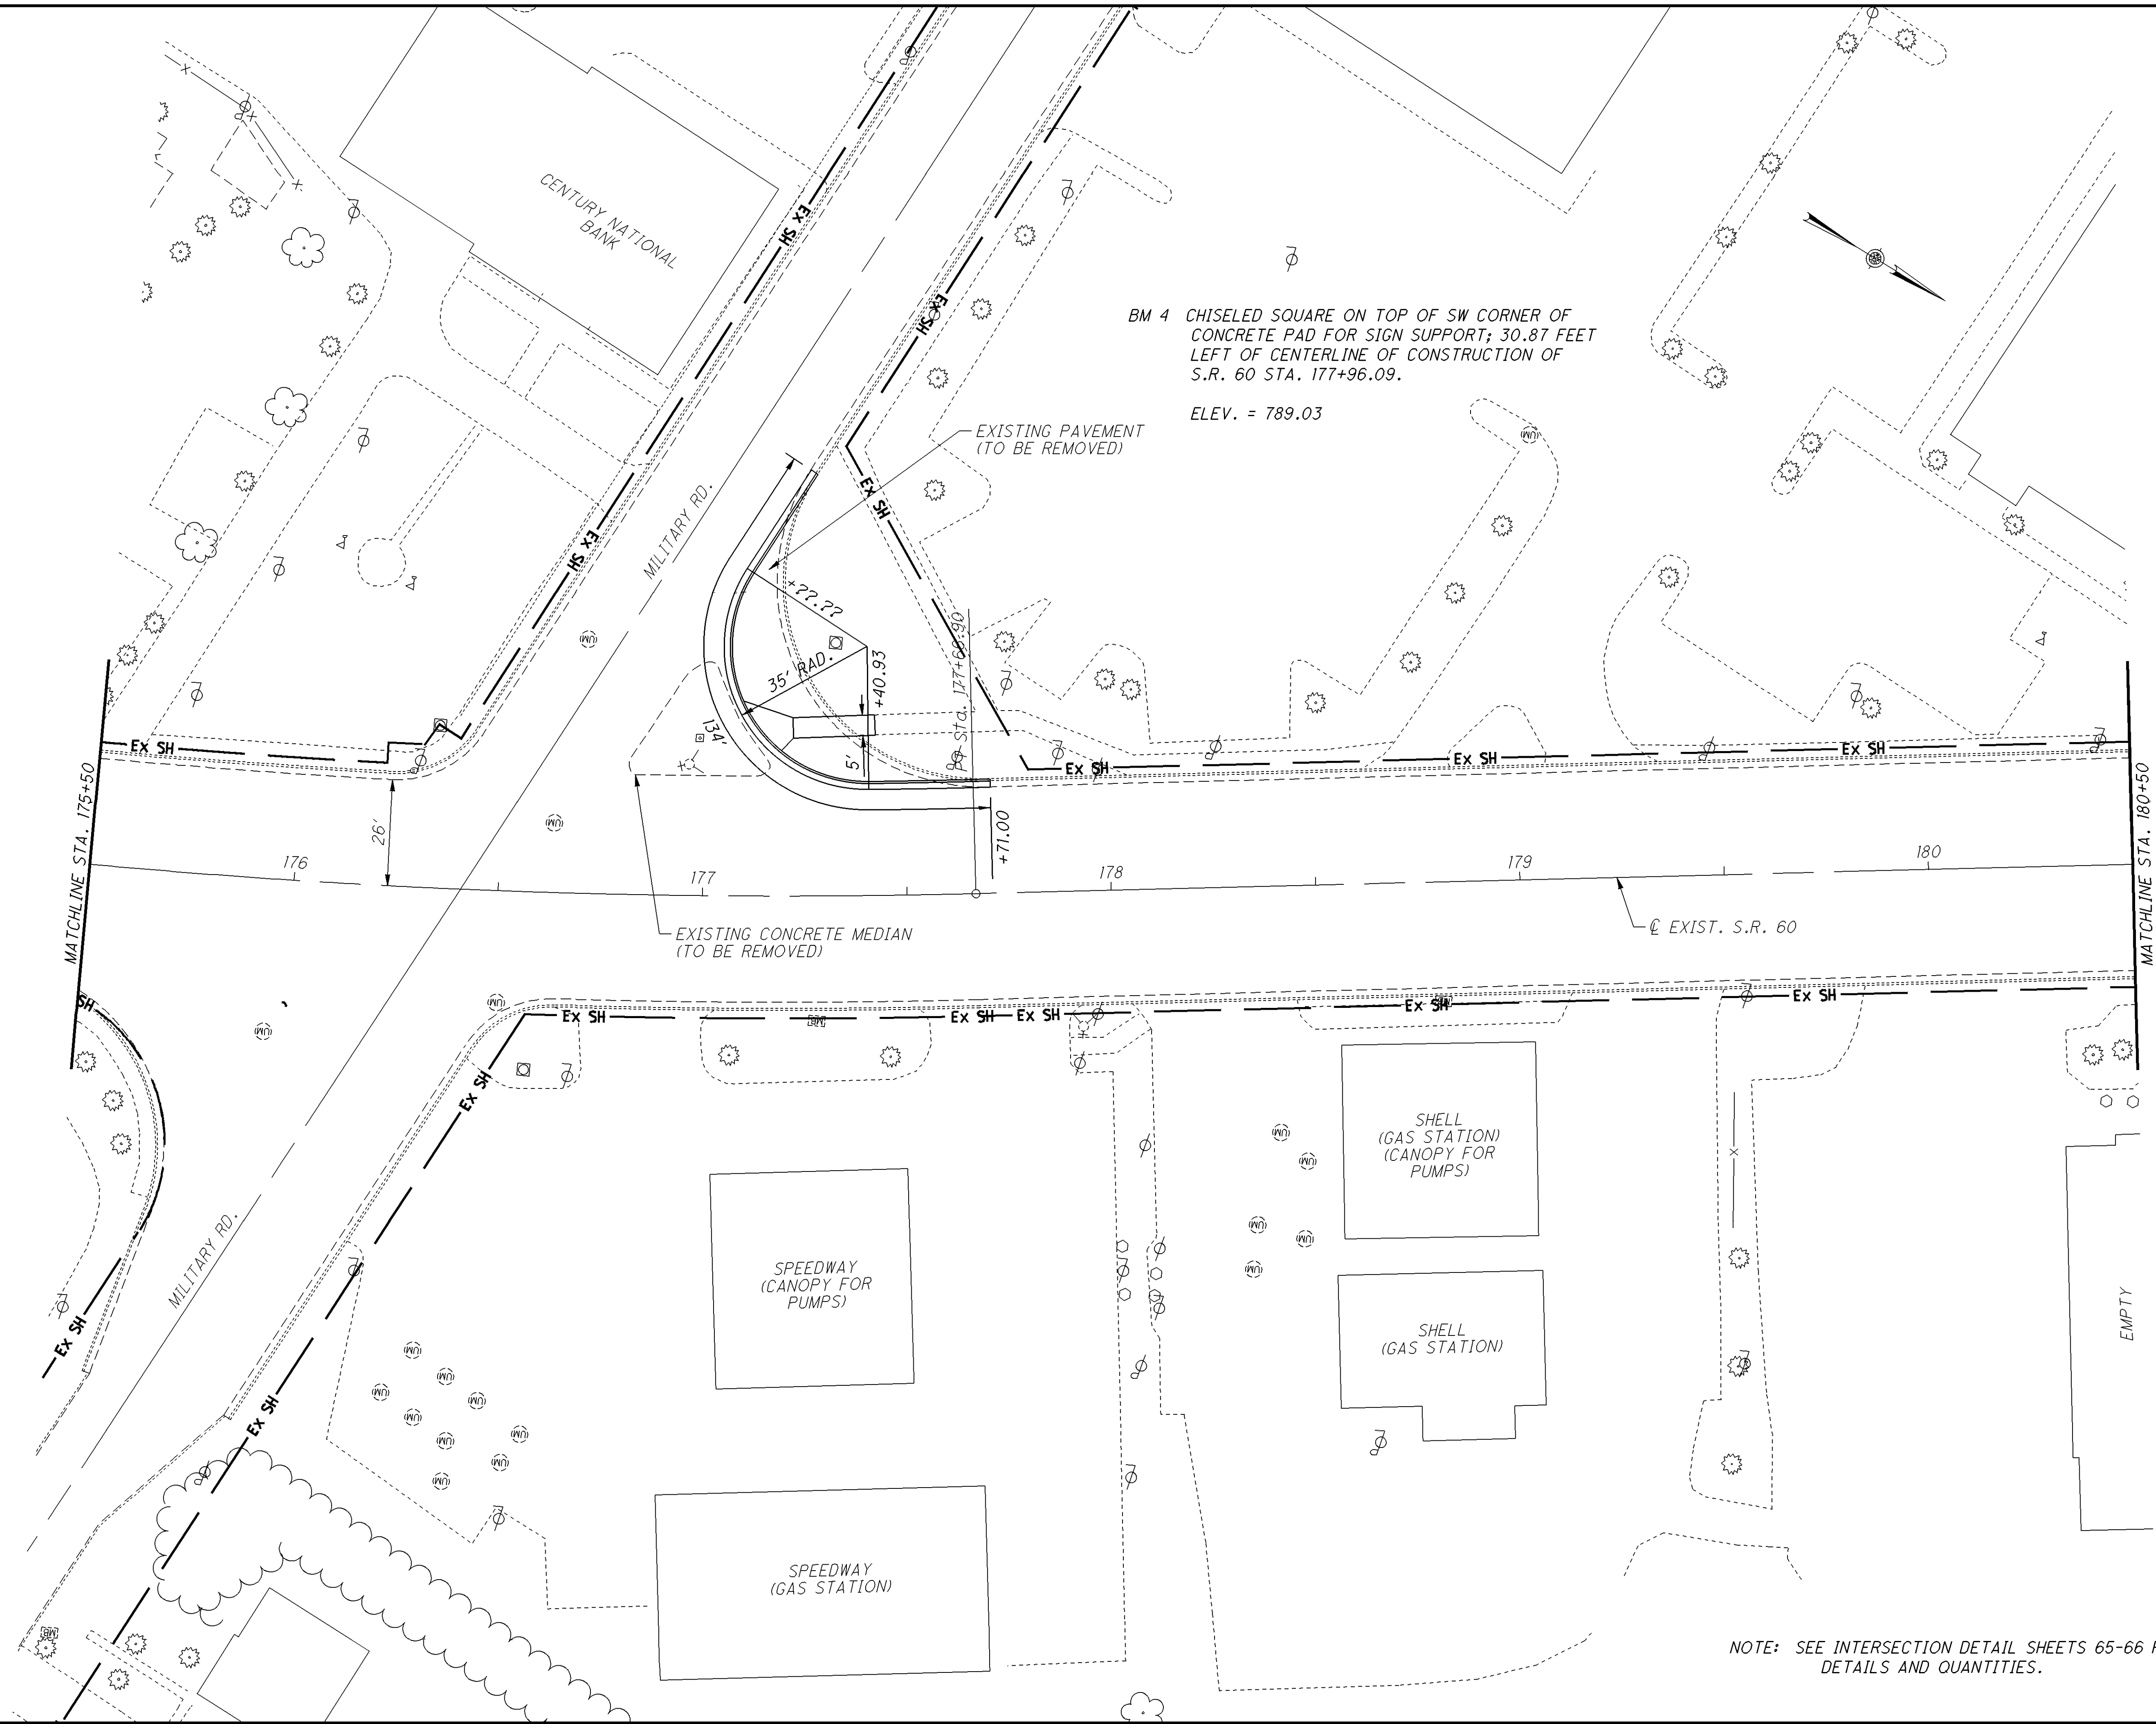 CENTURY NATIONAL
BANK
Ex SH
Ex SH
BM 4 CHISELED SQUARE ON TOP OF SW CORNER OF
CONCRETE PAD FOR SIGN SUPPORT; 30.87 FEET
LEFT OF CENTERLINE OF CONSTRUCTION OF
S.R. 60 STA. 177+96.09.
ELEV. = 789.03
EXISTING PAVEMENT
(TO BE REMOVED)
Ex SH
Ex SH
MILITARY RD.
+??.??
35' RAD.
+40.93
Sta. 177+66.90
134'
5'
+71.00
Ex SH
Ex SH
Ex SH
Ex SH
MATCHLINE STA. 175+50
26'
176
177
178
179
180
MATCHLINE STA. 180+50
EXISTING CONCRETE MEDIAN
(TO BE REMOVED)
℄ EXIST. S.R. 60
SH
Ex SH
Ex SH
Ex SH
Ex SH
Ex SH
Ex SH
SHELL
(GAS STATION)
(CANOPY FOR
PUMPS)
MILITARY RD.
SPEEDWAY
(CANOPY FOR
PUMPS)
SHELL
(GAS STATION)
EMPTY
Ex SH
Ex SH
SPEEDWAY
(GAS STATION)
NOTE: SEE INTERSECTION DETAIL SHEETS 65-66
DETAILS AND QUANTITIES.